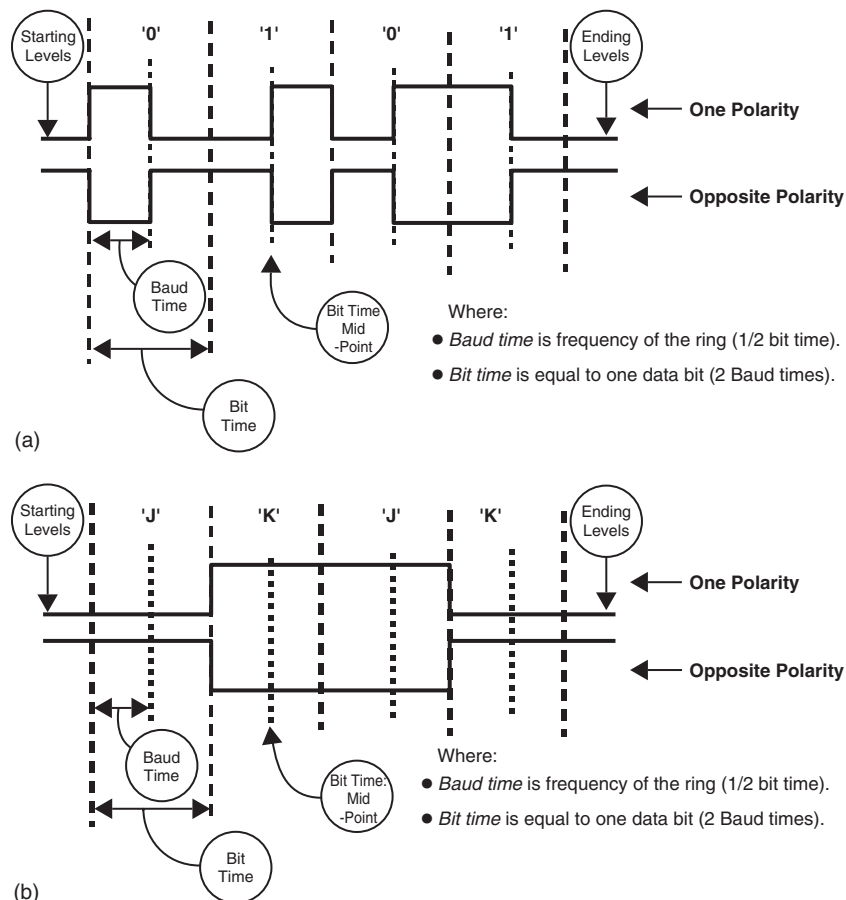 Starting
Levels
'0'
'1'
'0'
'1'
Ending
Levels
One Polarity
Opposite Polarity
Baud
Time
Bit Time
Mid
-Point
Bit
Time
Where:
● Baud time is frequency of the ring (1/2 bit time).
● Bit time is equal to one data bit (2 Baud times).
(a)
Starting
Levels
'J'
'K'
'J'
'K'
Ending
Levels
One Polarity
Opposite Polarity
Baud
Time
Bit Time:
Mid
-Point
Bit
Time
Where:
● Baud time is frequency of the ring (1/2 bit time).
● Bit time is equal to one data bit (2 Baud times).
(b)